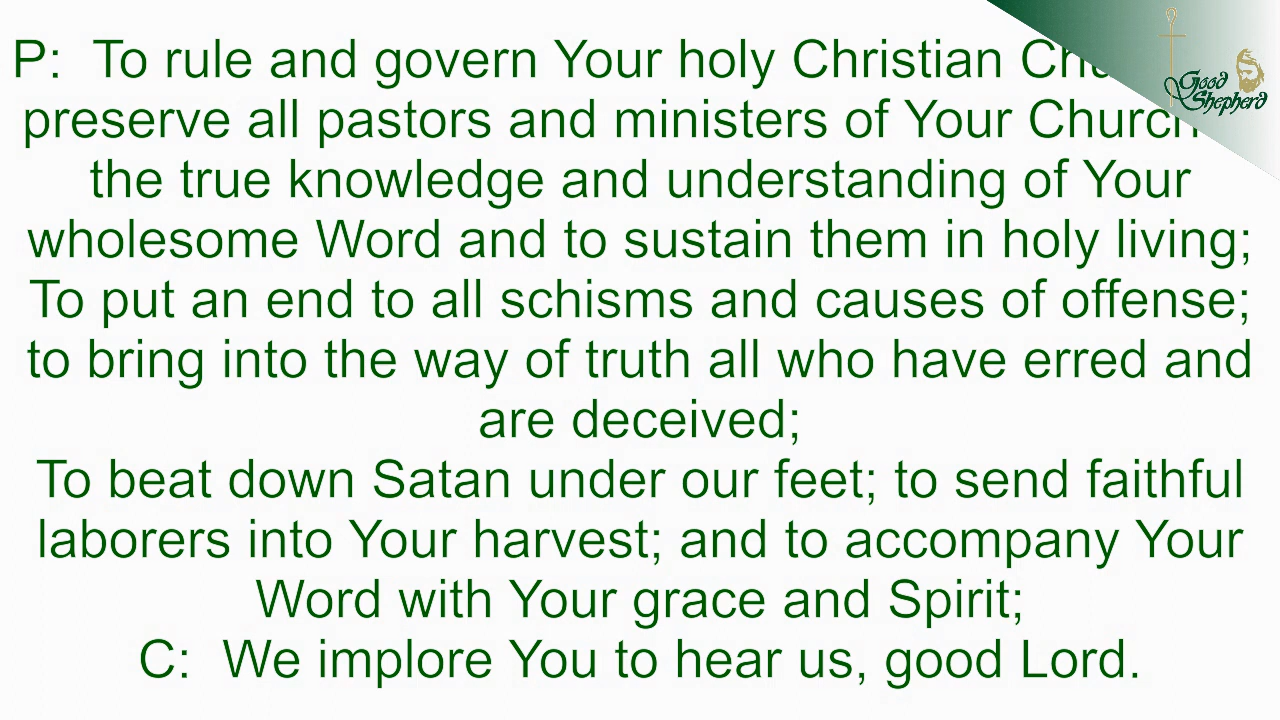 P: To rule and govern Your holy Christian
preserve all pastors and ministers of Your Church
the true knowledge and understanding of Your
wholesome Word and to sustain them in holy living;
To put an end to all schisms and causes of offense;
to bring into the way of truth all who have erred and
are deceived;
To beat down Satan under our feet; to send faithful
laborers into Your harvest; and to accompany Your
Word with Your grace and Spirit;
C: We implore You to hear us, good Lord.
Good
Shepherd